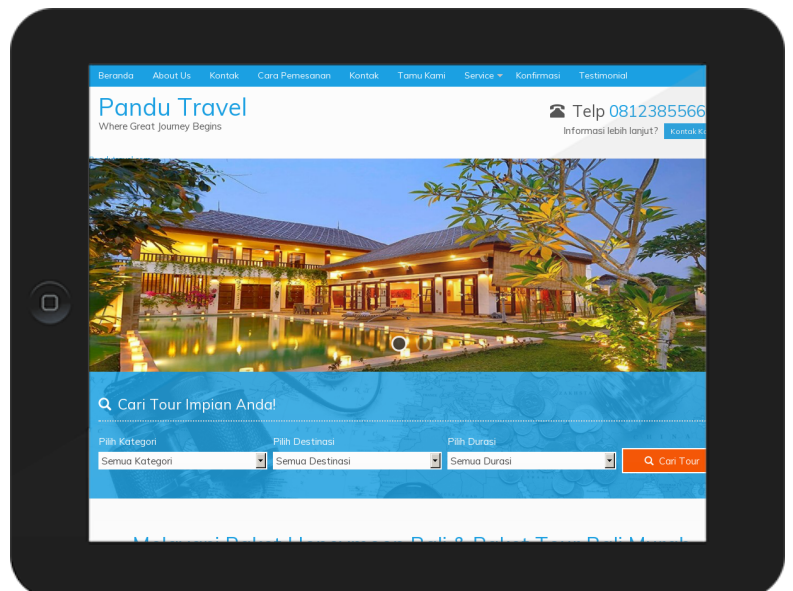 Beranda About Us Kontak Cara Pemesanan Kontak Tamu Kami Service Konfirmasi Testimonial
Pandu Travel
Where Great Journey Begins
Telp 0812385566
Informasi lebih lanjut? Kontak
Cari Tour Impian Anda!
Pilih Kategori Pilih Destinasi Pilih Durasi
Semua Kategori Semua Destinasi Semua Durasi Cari Tour